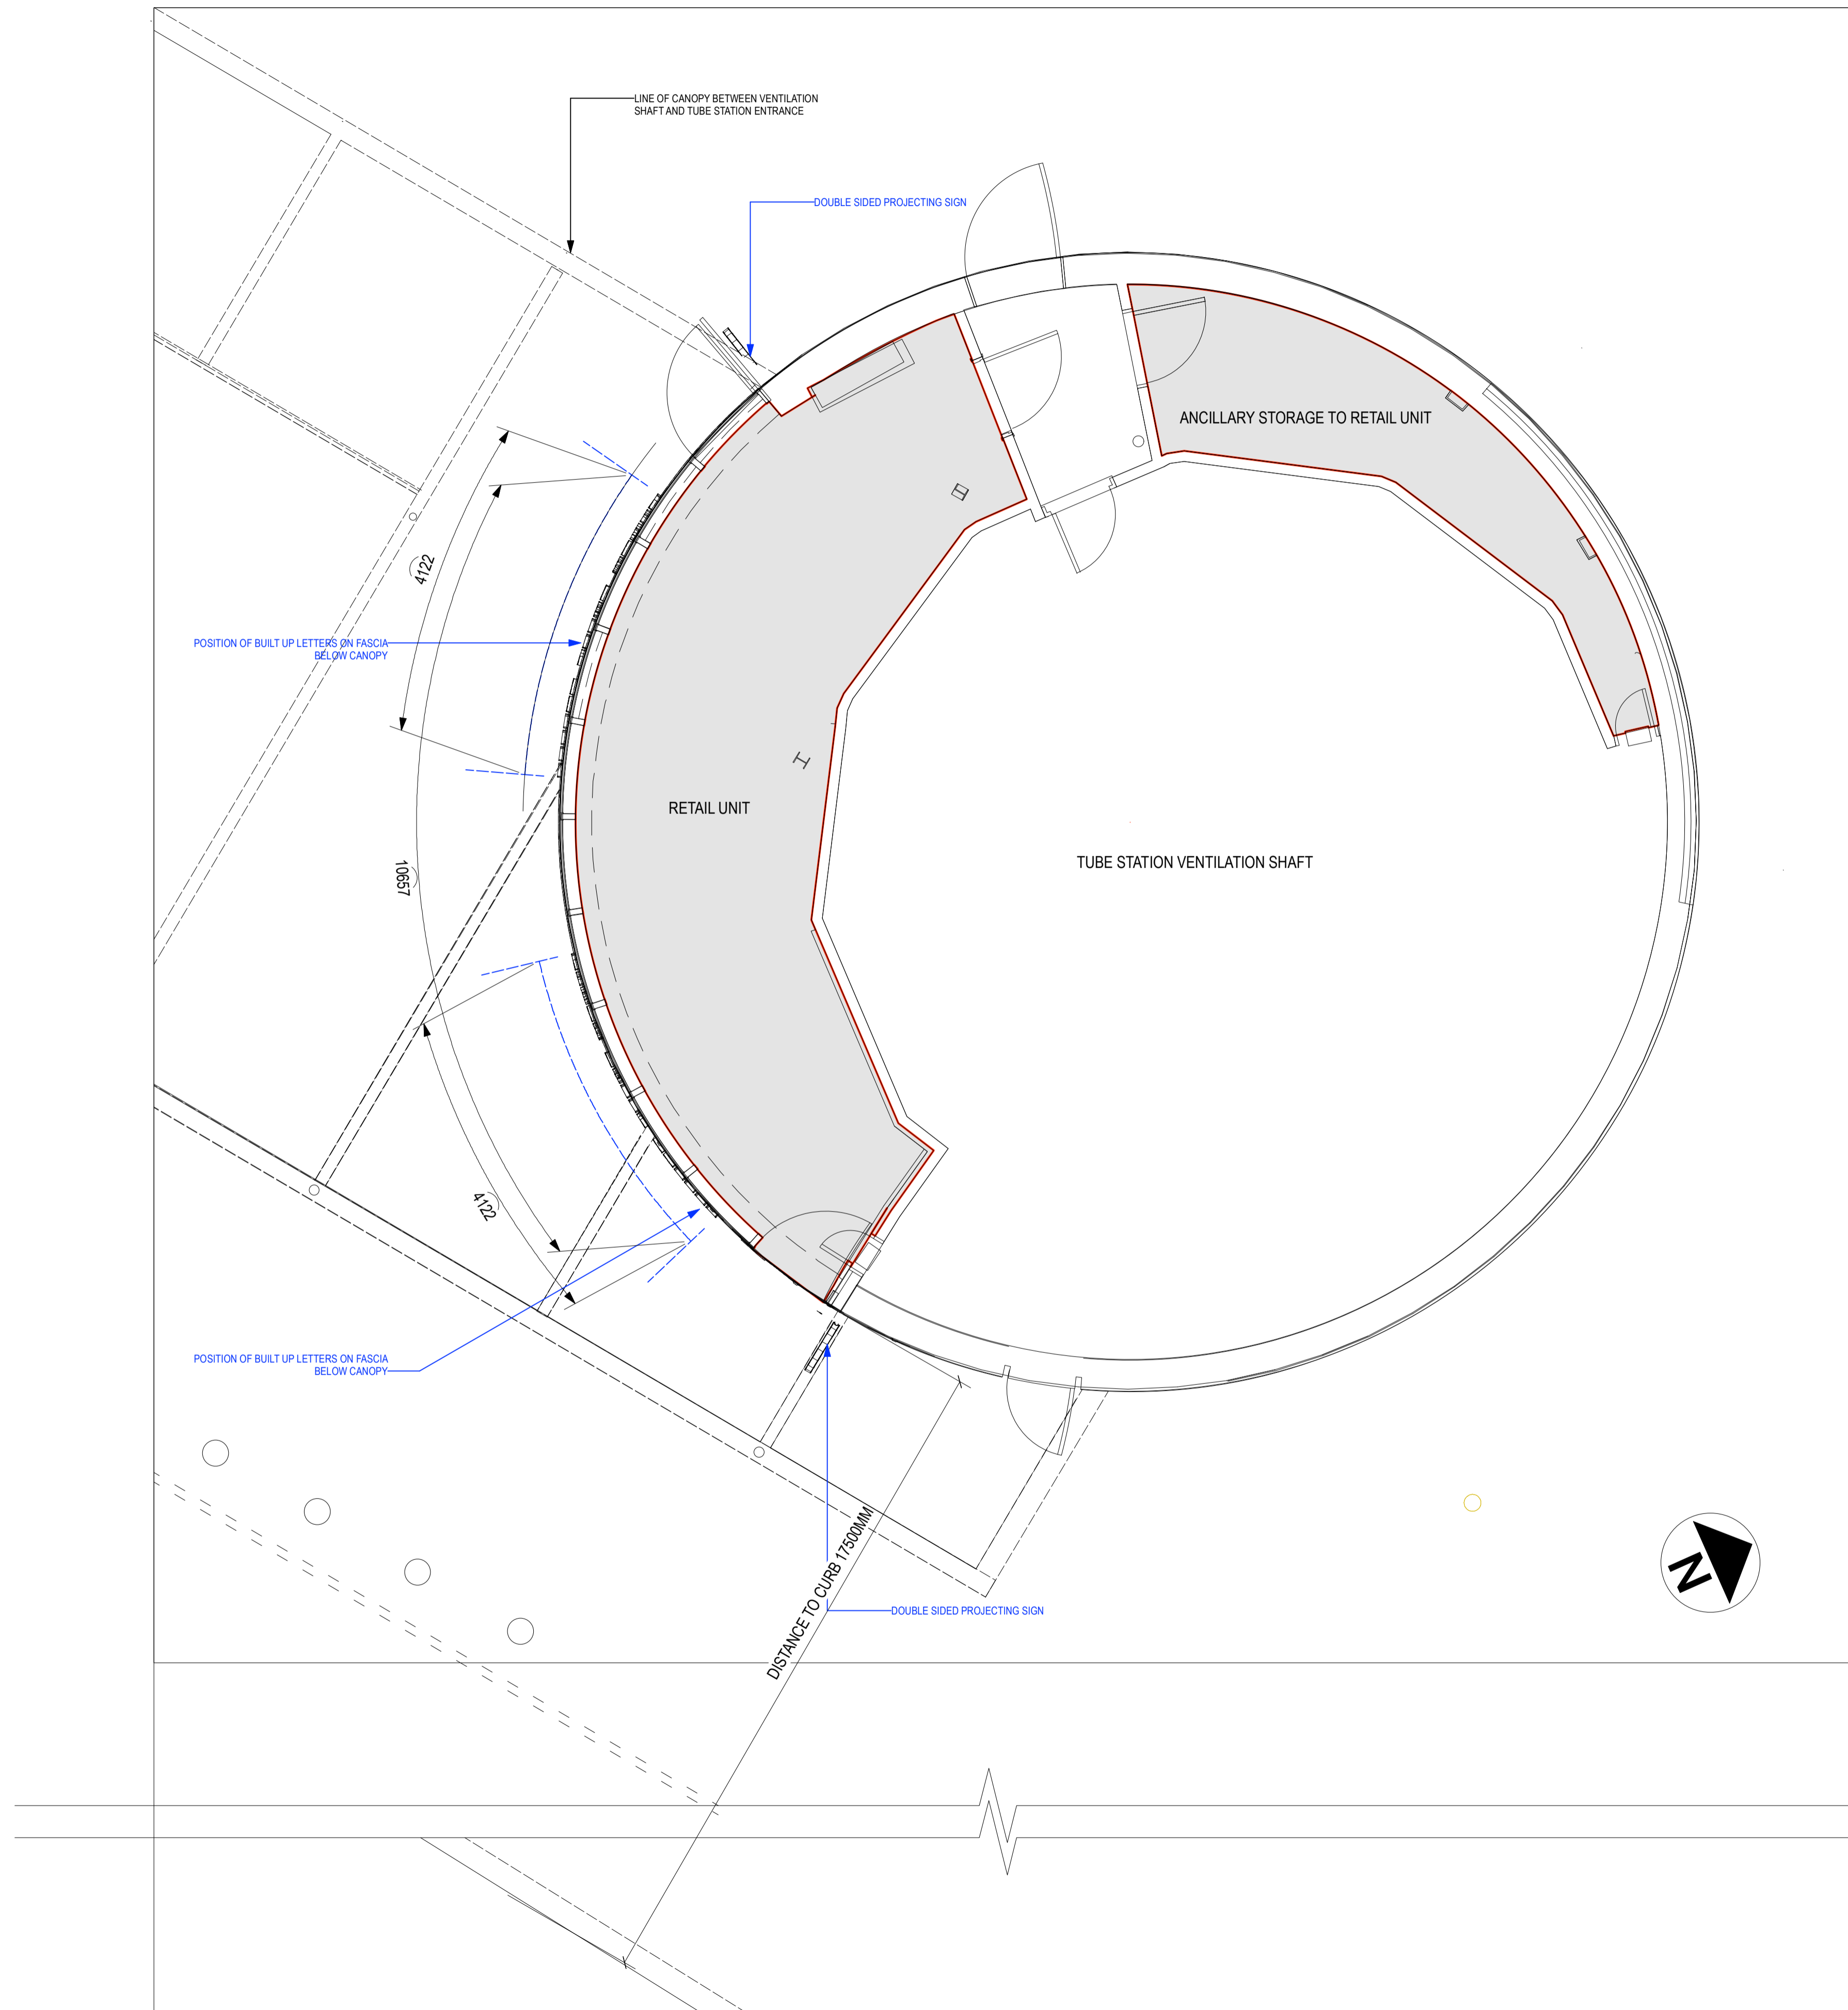 LINE OF CANOPY BETWEEN VENTILATION
SHAFT AND TUBE STATION ENTRANCE
DOUBLE SIDED PROJECTING SIGN
ANCILLARY STORAGE TO RETAIL UNIT
4122
POSITION OF BUILT UP LETTERS ON FASCIA
BELOW CANOPY
RETAIL UNIT
TUBE STATION VENTILATION SHAFT
10657
4122
POSITION OF BUILT UP LETTERS ON FASCIA
BELOW CANOPY
DISTANCE TO CURB 17500MM
DOUBLE SIDED PROJECTING SIGN
N